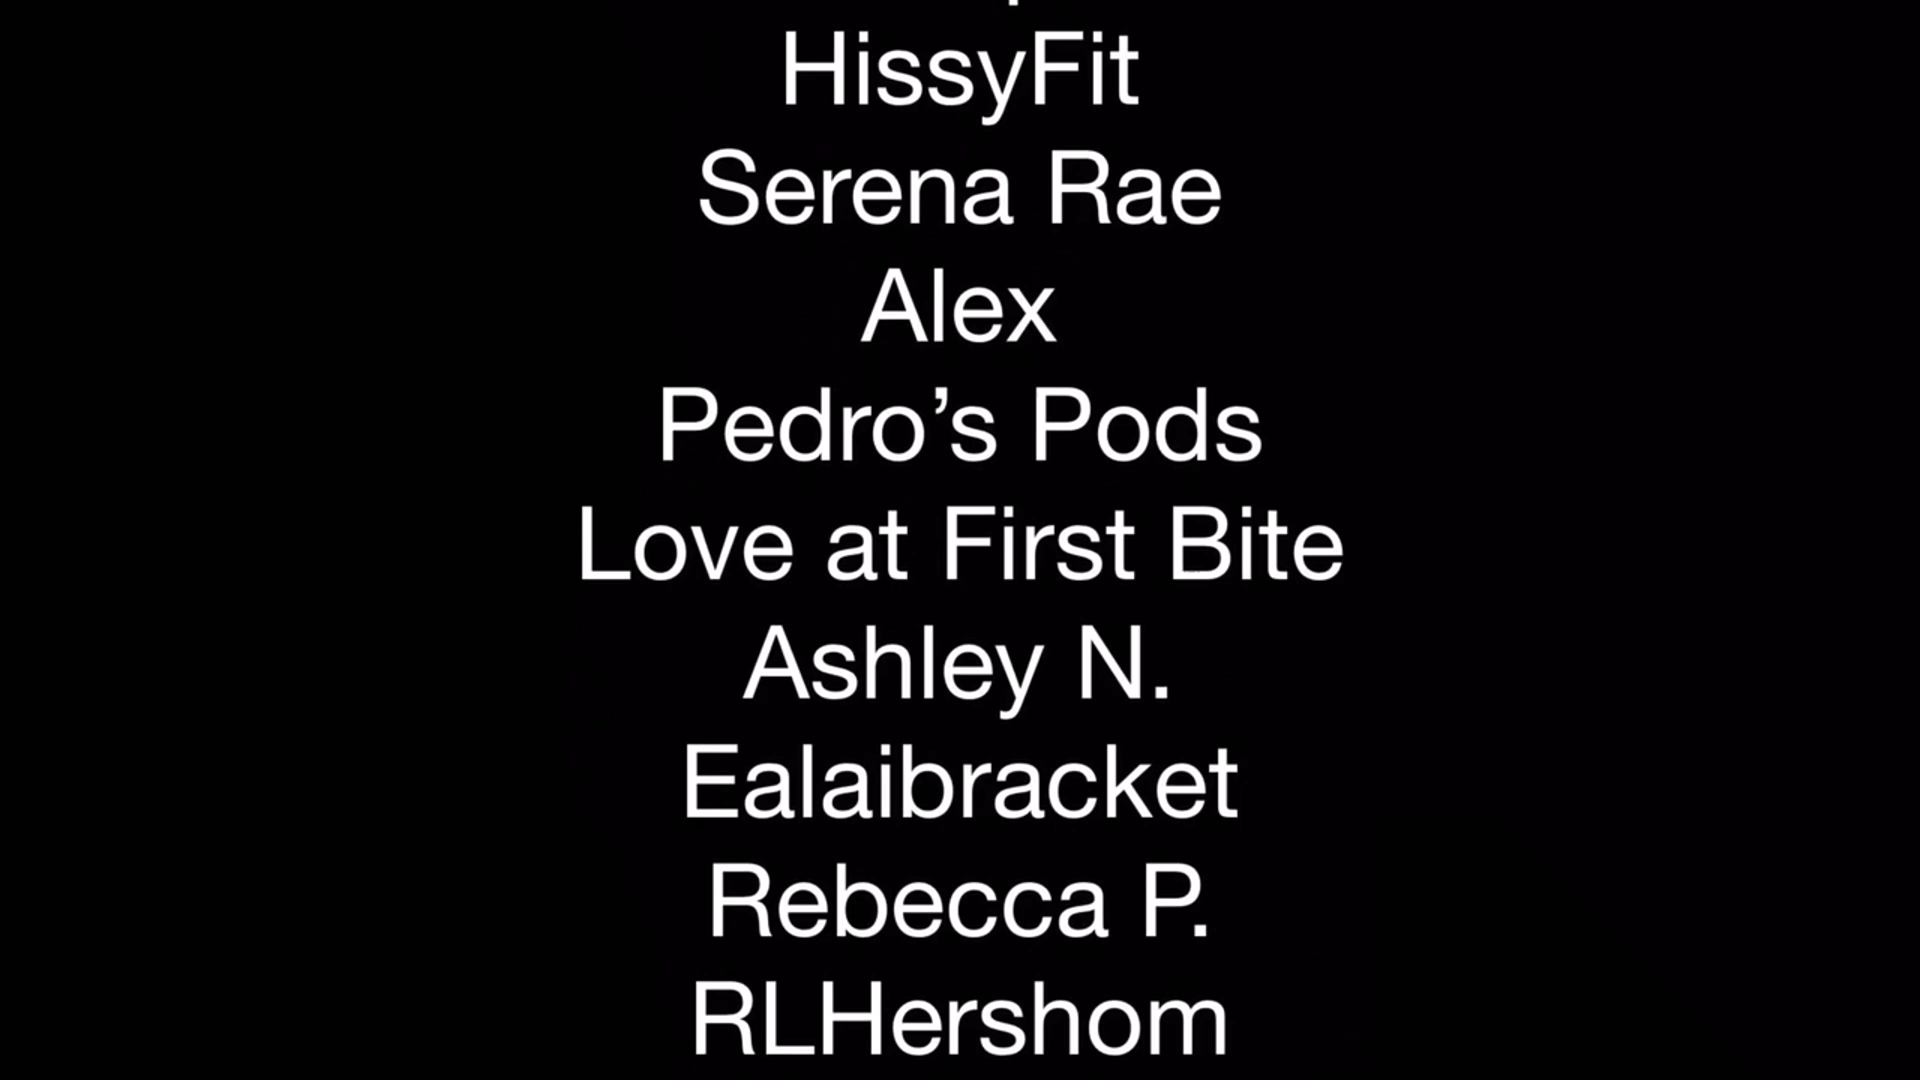 HissyFit
Serena Rae
Alex
Pedro’s Pods
Love at First Bite
Ashley N.
Ealaibracket
Rebecca P.
RLHershom